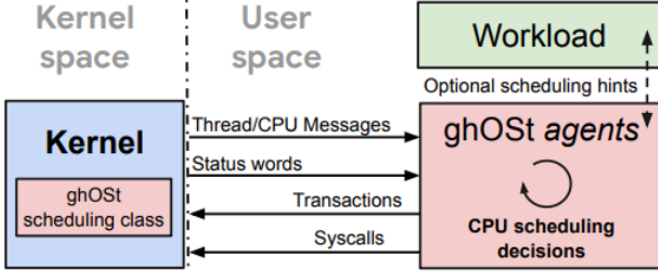 Kernel
space
User
space
Workload
Optional scheduling hints
Kernel
ghOSt
scheduling class
Thread/CPU Messages
Status words
Transactions
Syscalls
ghOSt agents
CPU scheduling
decisions